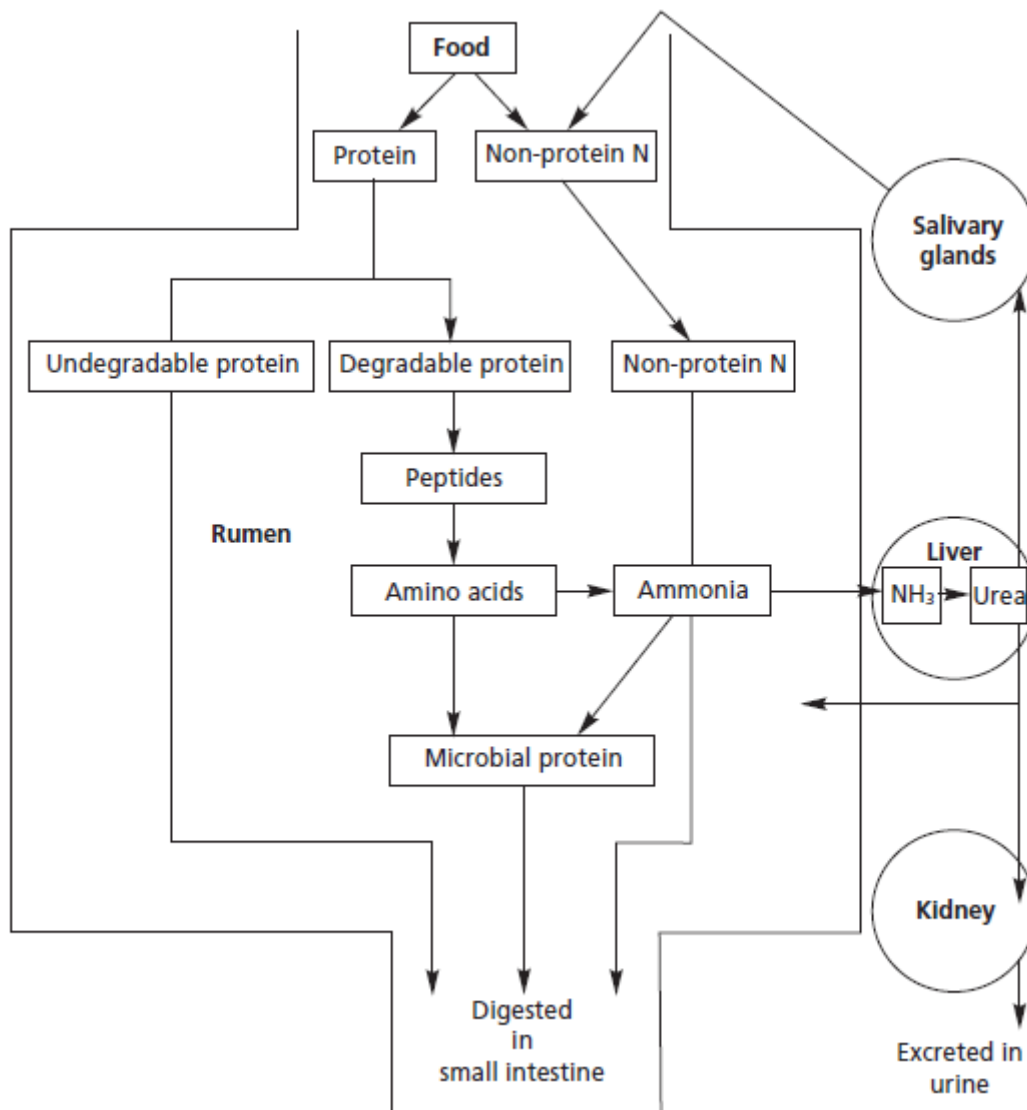 Food
Protein
Non-protein N
Salivary
glands
Undegradable protein
Degradable protein
Non-protein N
Peptides
Rumen
Liver
Amino acids
Ammonia
NH₃
Urea
Microbial protein
Kidney
Digested
in
small intestine
Excreted in
urine